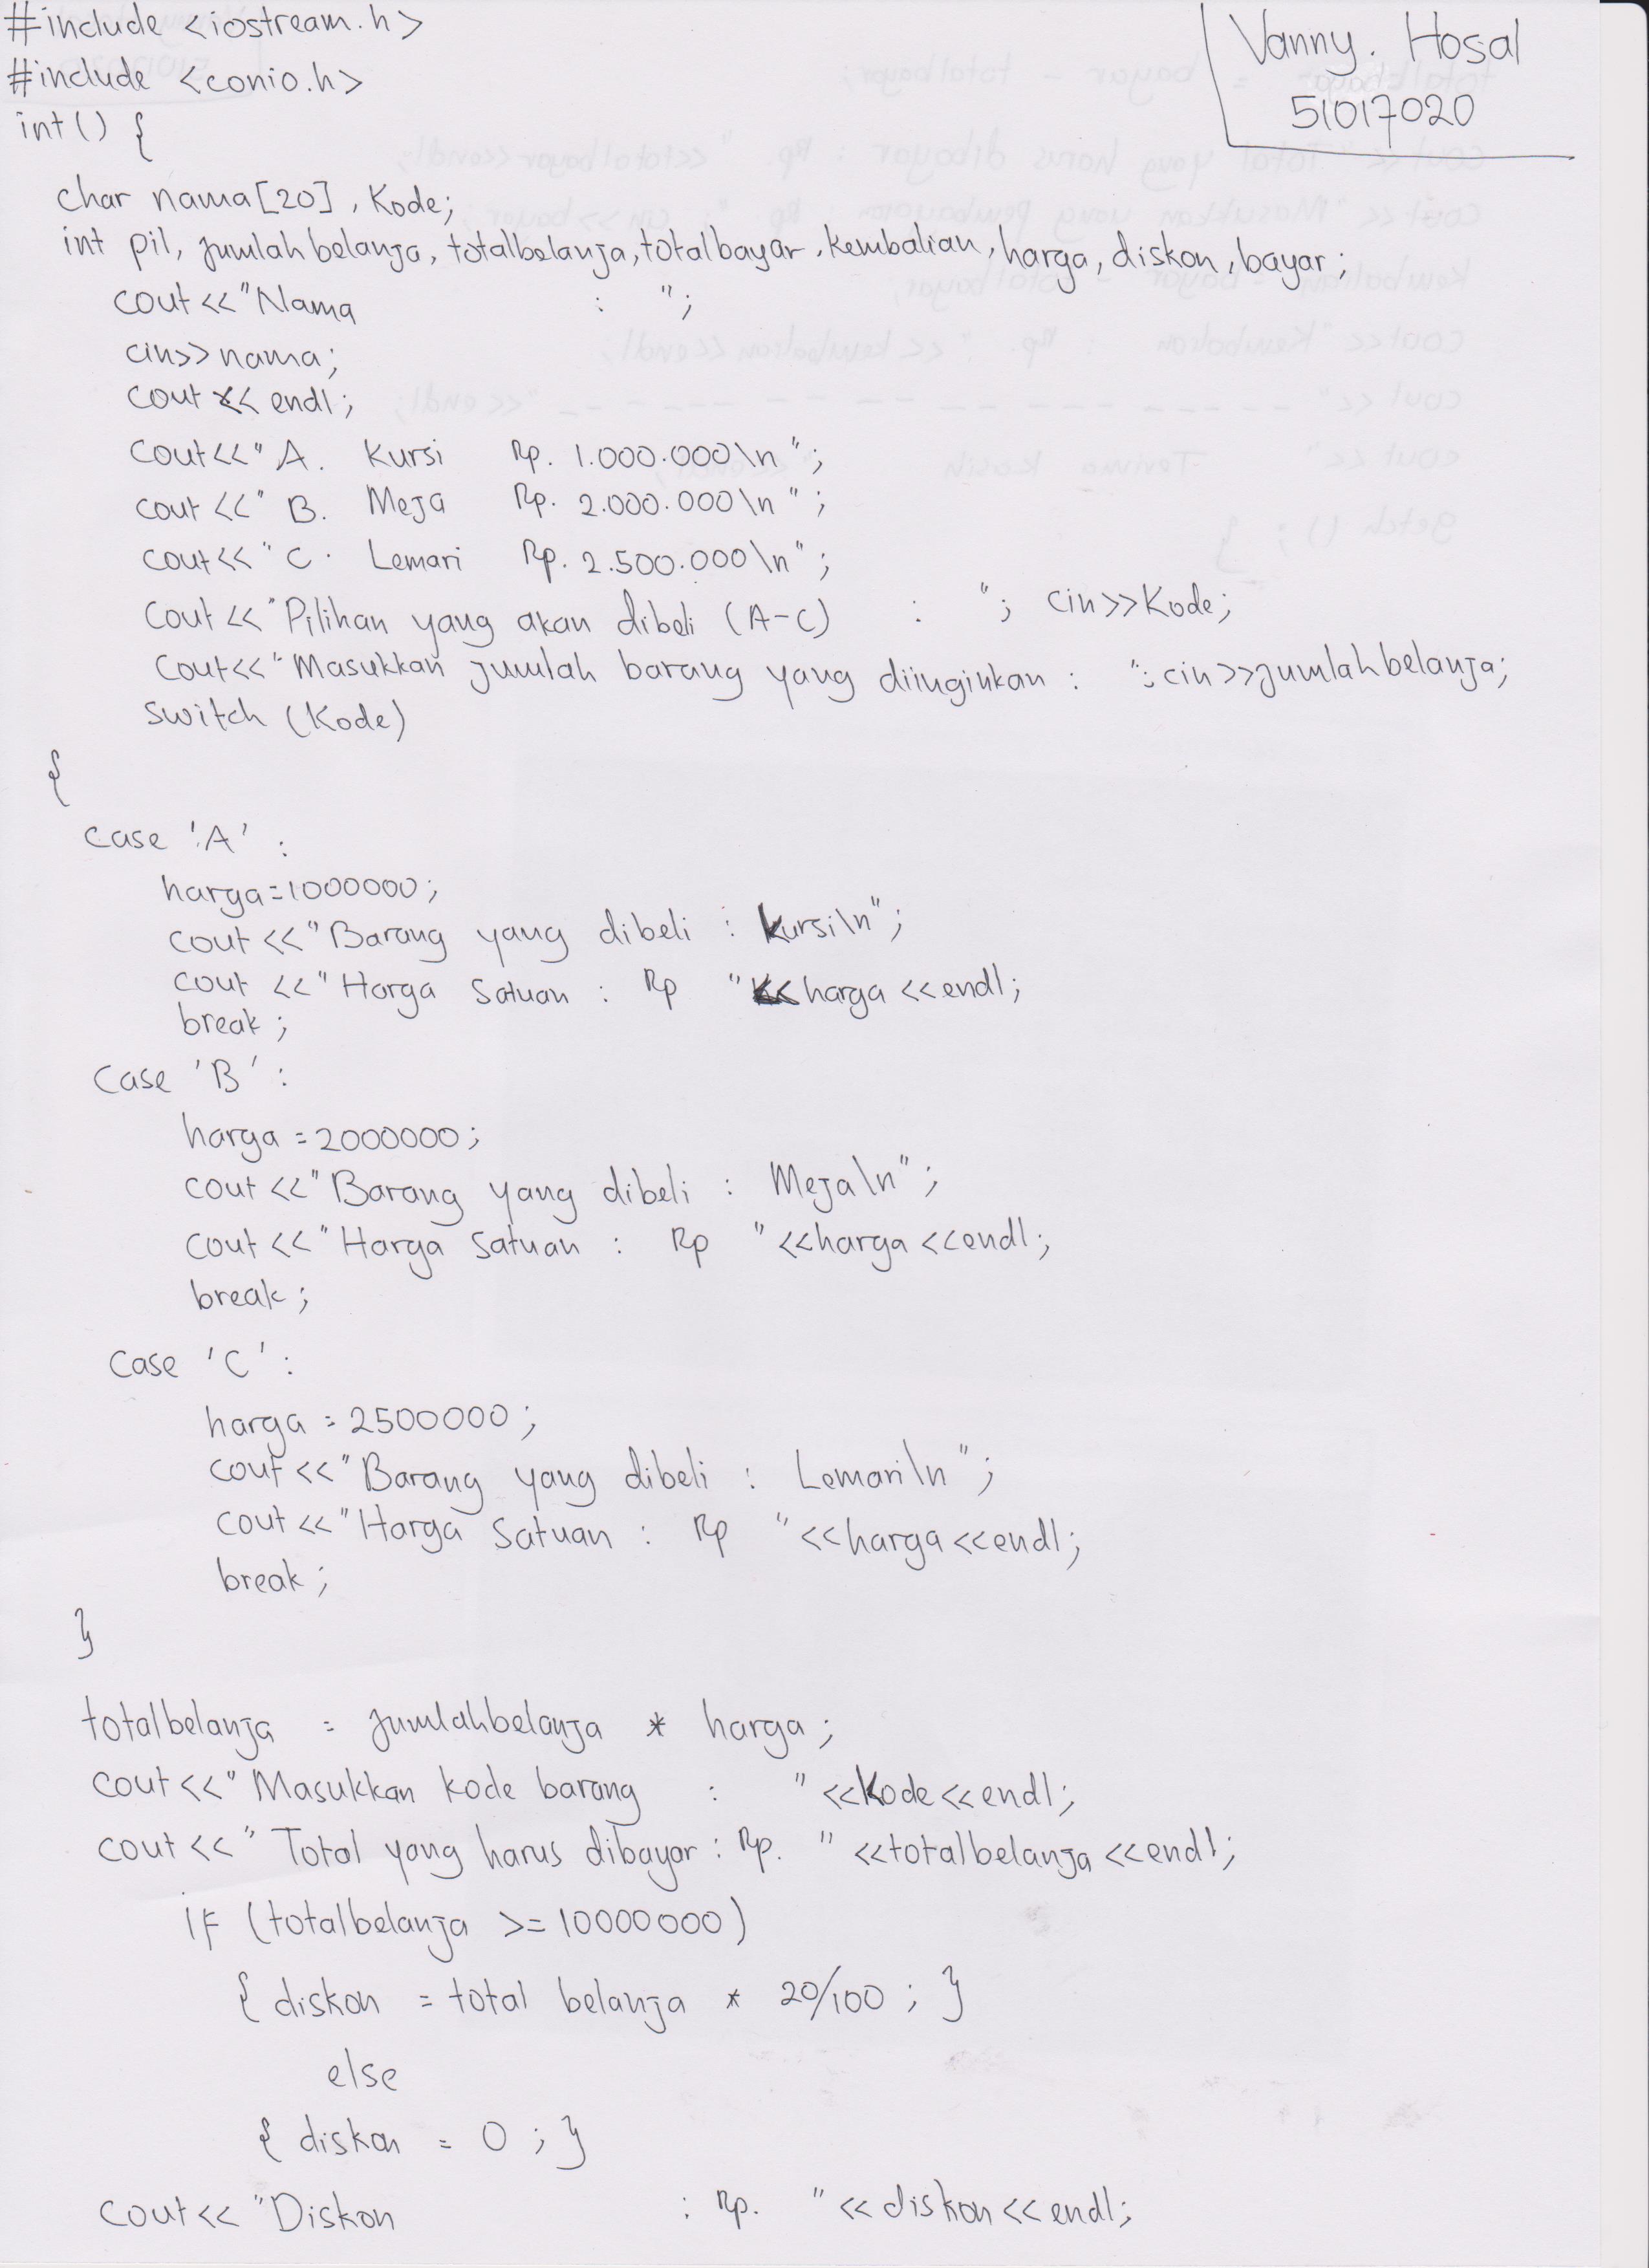 #include <iostream.h>
Vanny. Hosal
#include <conio.h>
51017020
int() {
char nama[20], Kode;
int pil, jumlahbelanja, totalbelanja, totalbayar, kembalian, harga, diskon, bayar;
cout<<"Nama : ";
cin>>nama;
cout << endl;
cout<<" A. Kursi Rp. 1.000.000\n ";
cout <<" B. Meja Rp. 2.000.000\n ";
cout<< " C. Lemari Rp. 2.500.000\n";
cout <<"Pilihan yang akan dibeli (A-C) : "; cin>>Kode;
cout<<"Masukkan jumlah barang yang diinginkan : "; cin>>jumlahbelanja;
switch (Kode)
{
case 'A' :
harga=1000000;
cout <<"Barang yang dibeli : kursi\n";
cout <<"Harga Satuan : Rp "<<harga <<endl;
break;
case 'B' :
harga = 2000000;
cout <<"Barang yang dibeli : Meja\n";
cout <<"Harga Satuan : Rp "<<harga <<endl;
break;
case 'C' :
harga = 2500000;
cout <<"Barang yang dibeli : Lemari\n";
cout <<"Harga Satuan : Rp "<<harga<<endl;
break;
}
totalbelanja = jumlahbelanja * harga;
cout<<"Masukkan kode barang : "<<Kode<<endl;
cout <<" Total yang harus dibayar : Rp. " <<totalbelanja <<endl;
if (totalbelanja >= 10000000)
{ diskon = total belanja * 20/100 ; }
else
{ diskon = 0 ; }
cout<< "Diskon : Rp. " << diskon << endl;